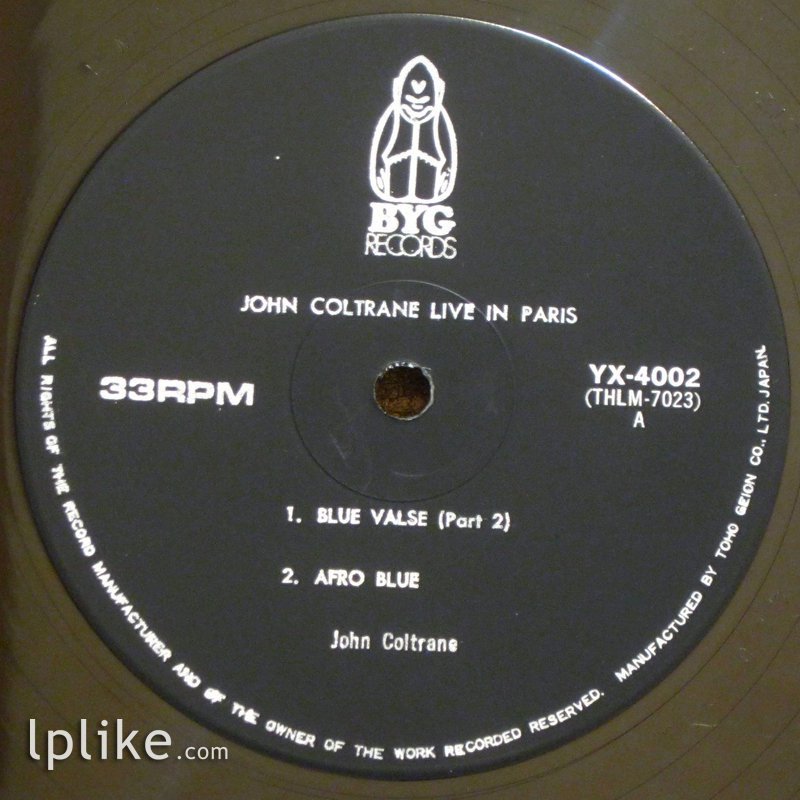 BYG
RECORDS
JOHN COLTRANE LIVE IN PARIS
33RPM
YX-4002
(THLM-7023)
A
1. BLUE VALSE (Part 2)
2. AFRO BLUE
John Coltrane
ALL RIGHTS OF THE RECORD MANUFACTURER AND OF THE OWNER OF THE WORK RECORDED RESERVED. MANUFACTURED BY TOHO GEION CO., LTD. JAPAN.
lplike.com